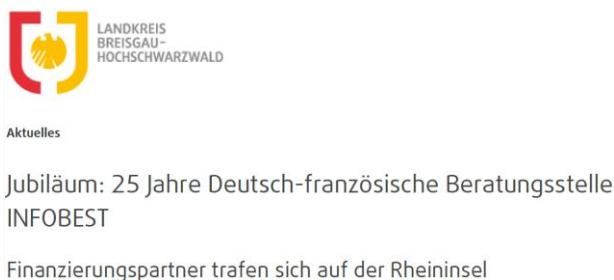 LANDKREIS
BREISGAU-
HOCHSCHWARZWALD
Aktuelles
Jubiläum: 25 Jahre Deutsch-französische Beratungsstelle
INFOBEST
Finanzierungspartner trafen sich auf der Rheininsel